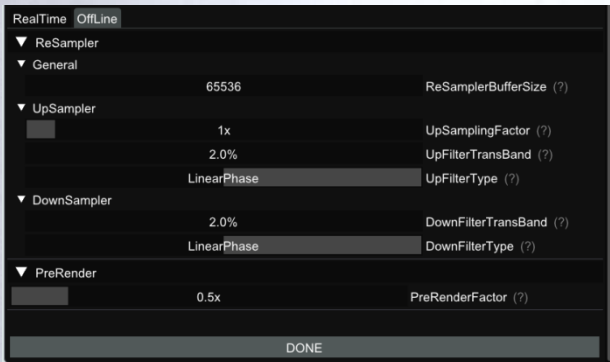 RealTime OffLine
▼ ReSampler
▼ General
65536 ReSamplerBufferSize (?)
▼ UpSampler
1x UpSamplingFactor (?)
2.0% UpFilterTransBand (?)
LinearPhase UpFilterType (?)
▼ DownSampler
2.0% DownFilterTransBand (?)
LinearPhase DownFilterType (?)
▼ PreRender
0.5x PreRenderFactor (?)
DONE